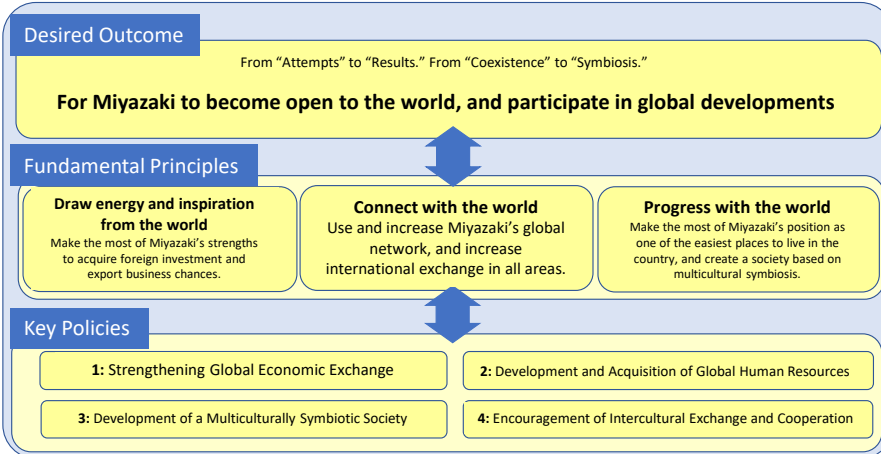 Desired Outcome
From “Attempts” to “Results.” From “Coexistence” to “Symbiosis.”
For Miyazaki to become open to the world, and participate in global developments
Fundamental Principles
Draw energy and inspiration
from the world
Make the most of Miyazaki’s strengths
to acquire foreign investment and
export business chances.
Connect with the world
Use and increase Miyazaki’s global
network, and increase
international exchange in all areas.
Progress with the world
Make the most of Miyazaki’s position as
one of the easiest places to live in the
country, and create a society based on
multicultural symbiosis.
Key Policies
1: Strengthening Global Economic Exchange
2: Development and Acquisition of Global Human Resources
3: Development of a Multiculturally Symbiotic Society
4: Encouragement of Intercultural Exchange and Cooperation